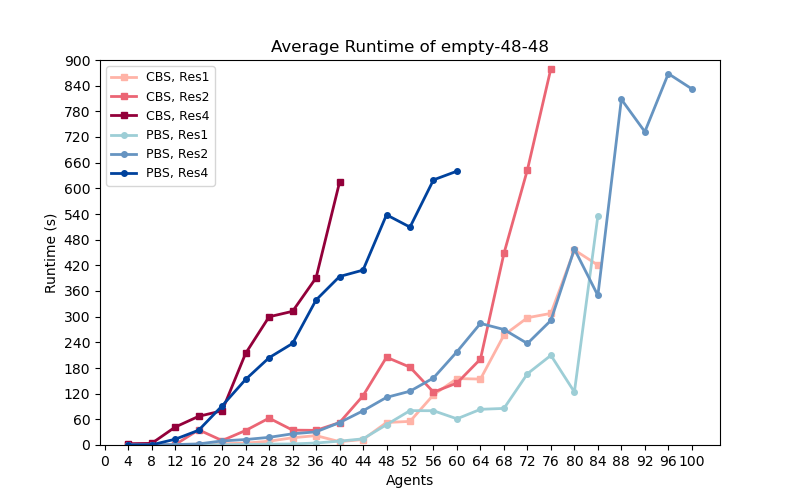 Average Runtime of empty-48-48
CBS, Res1
CBS, Res2
CBS, Res4
PBS, Res1
PBS, Res2
PBS, Res4
Runtime (s)
900
840
780
720
660
600
540
480
420
360
300
240
180
120
60
0
0 4 8 12 16 20 24 28 32 36 40 44 48 52 56 60 64 68 72 76 80 84 88 92 96 100
Agents